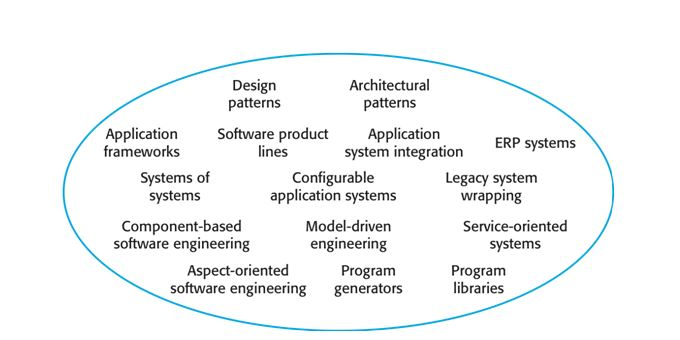 Design
patterns
Architectural
patterns
Application
frameworks
Software product
lines
Application
system integration
ERP systems
Systems of
systems
Configurable
application systems
Legacy system
wrapping
Component-based
software engineering
Model-driven
engineering
Service-oriented
systems
Aspect-oriented
software engineering
Program
generators
Program
libraries